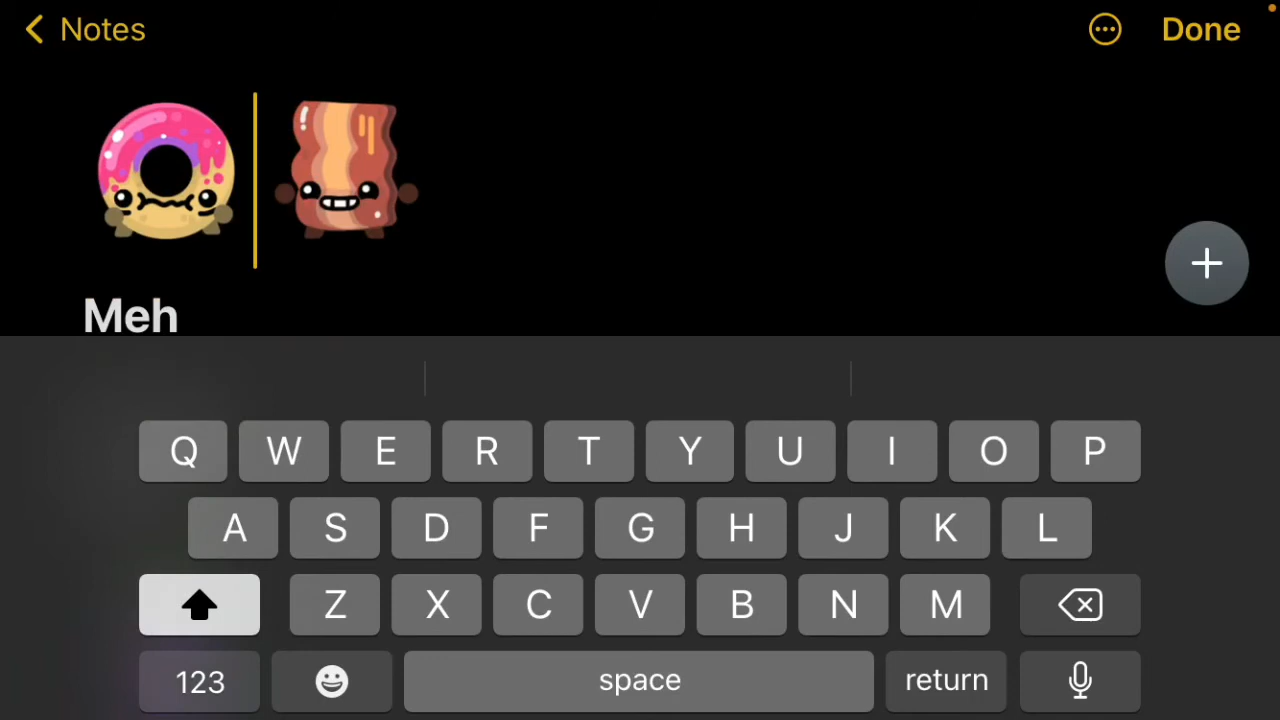 Notes
Done
Meh
Q W E R T Y U I O P
A S D F G H J K L
Z X C V B N M
123 space return